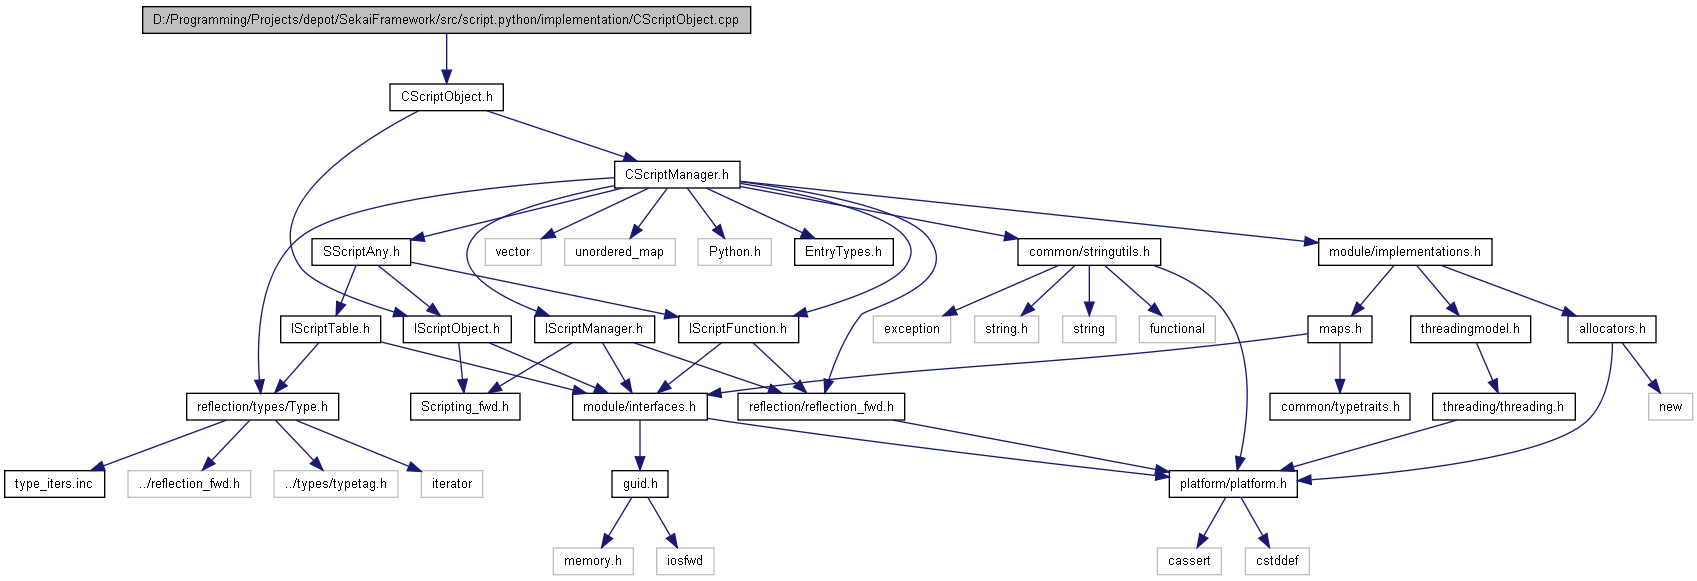 D:/Programming/Projects/depot/SekaiFramework/src/script.python/implementation/CScriptObject.cpp
CScriptObject.h
CScriptManager.h
SScriptAny.h
vector
unordered_map
Python.h
EntryTypes.h
common/stringutils.h
module/implementations.h
IScriptTable.h
IScriptObject.h
IScriptManager.h
IScriptFunction.h
exception
string.h
string
functional
maps.h
threadingmodel.h
allocators.h
reflection/types/Type.h
Scripting_fwd.h
module/interfaces.h
reflection/reflection_fwd.h
common/typetraits.h
threading/threading.h
new
type_iters.inc
../reflection_fwd.h
../types/typetag.h
iterator
guid.h
platform/platform.h
memory.h
iosfwd
cassert
cstddef